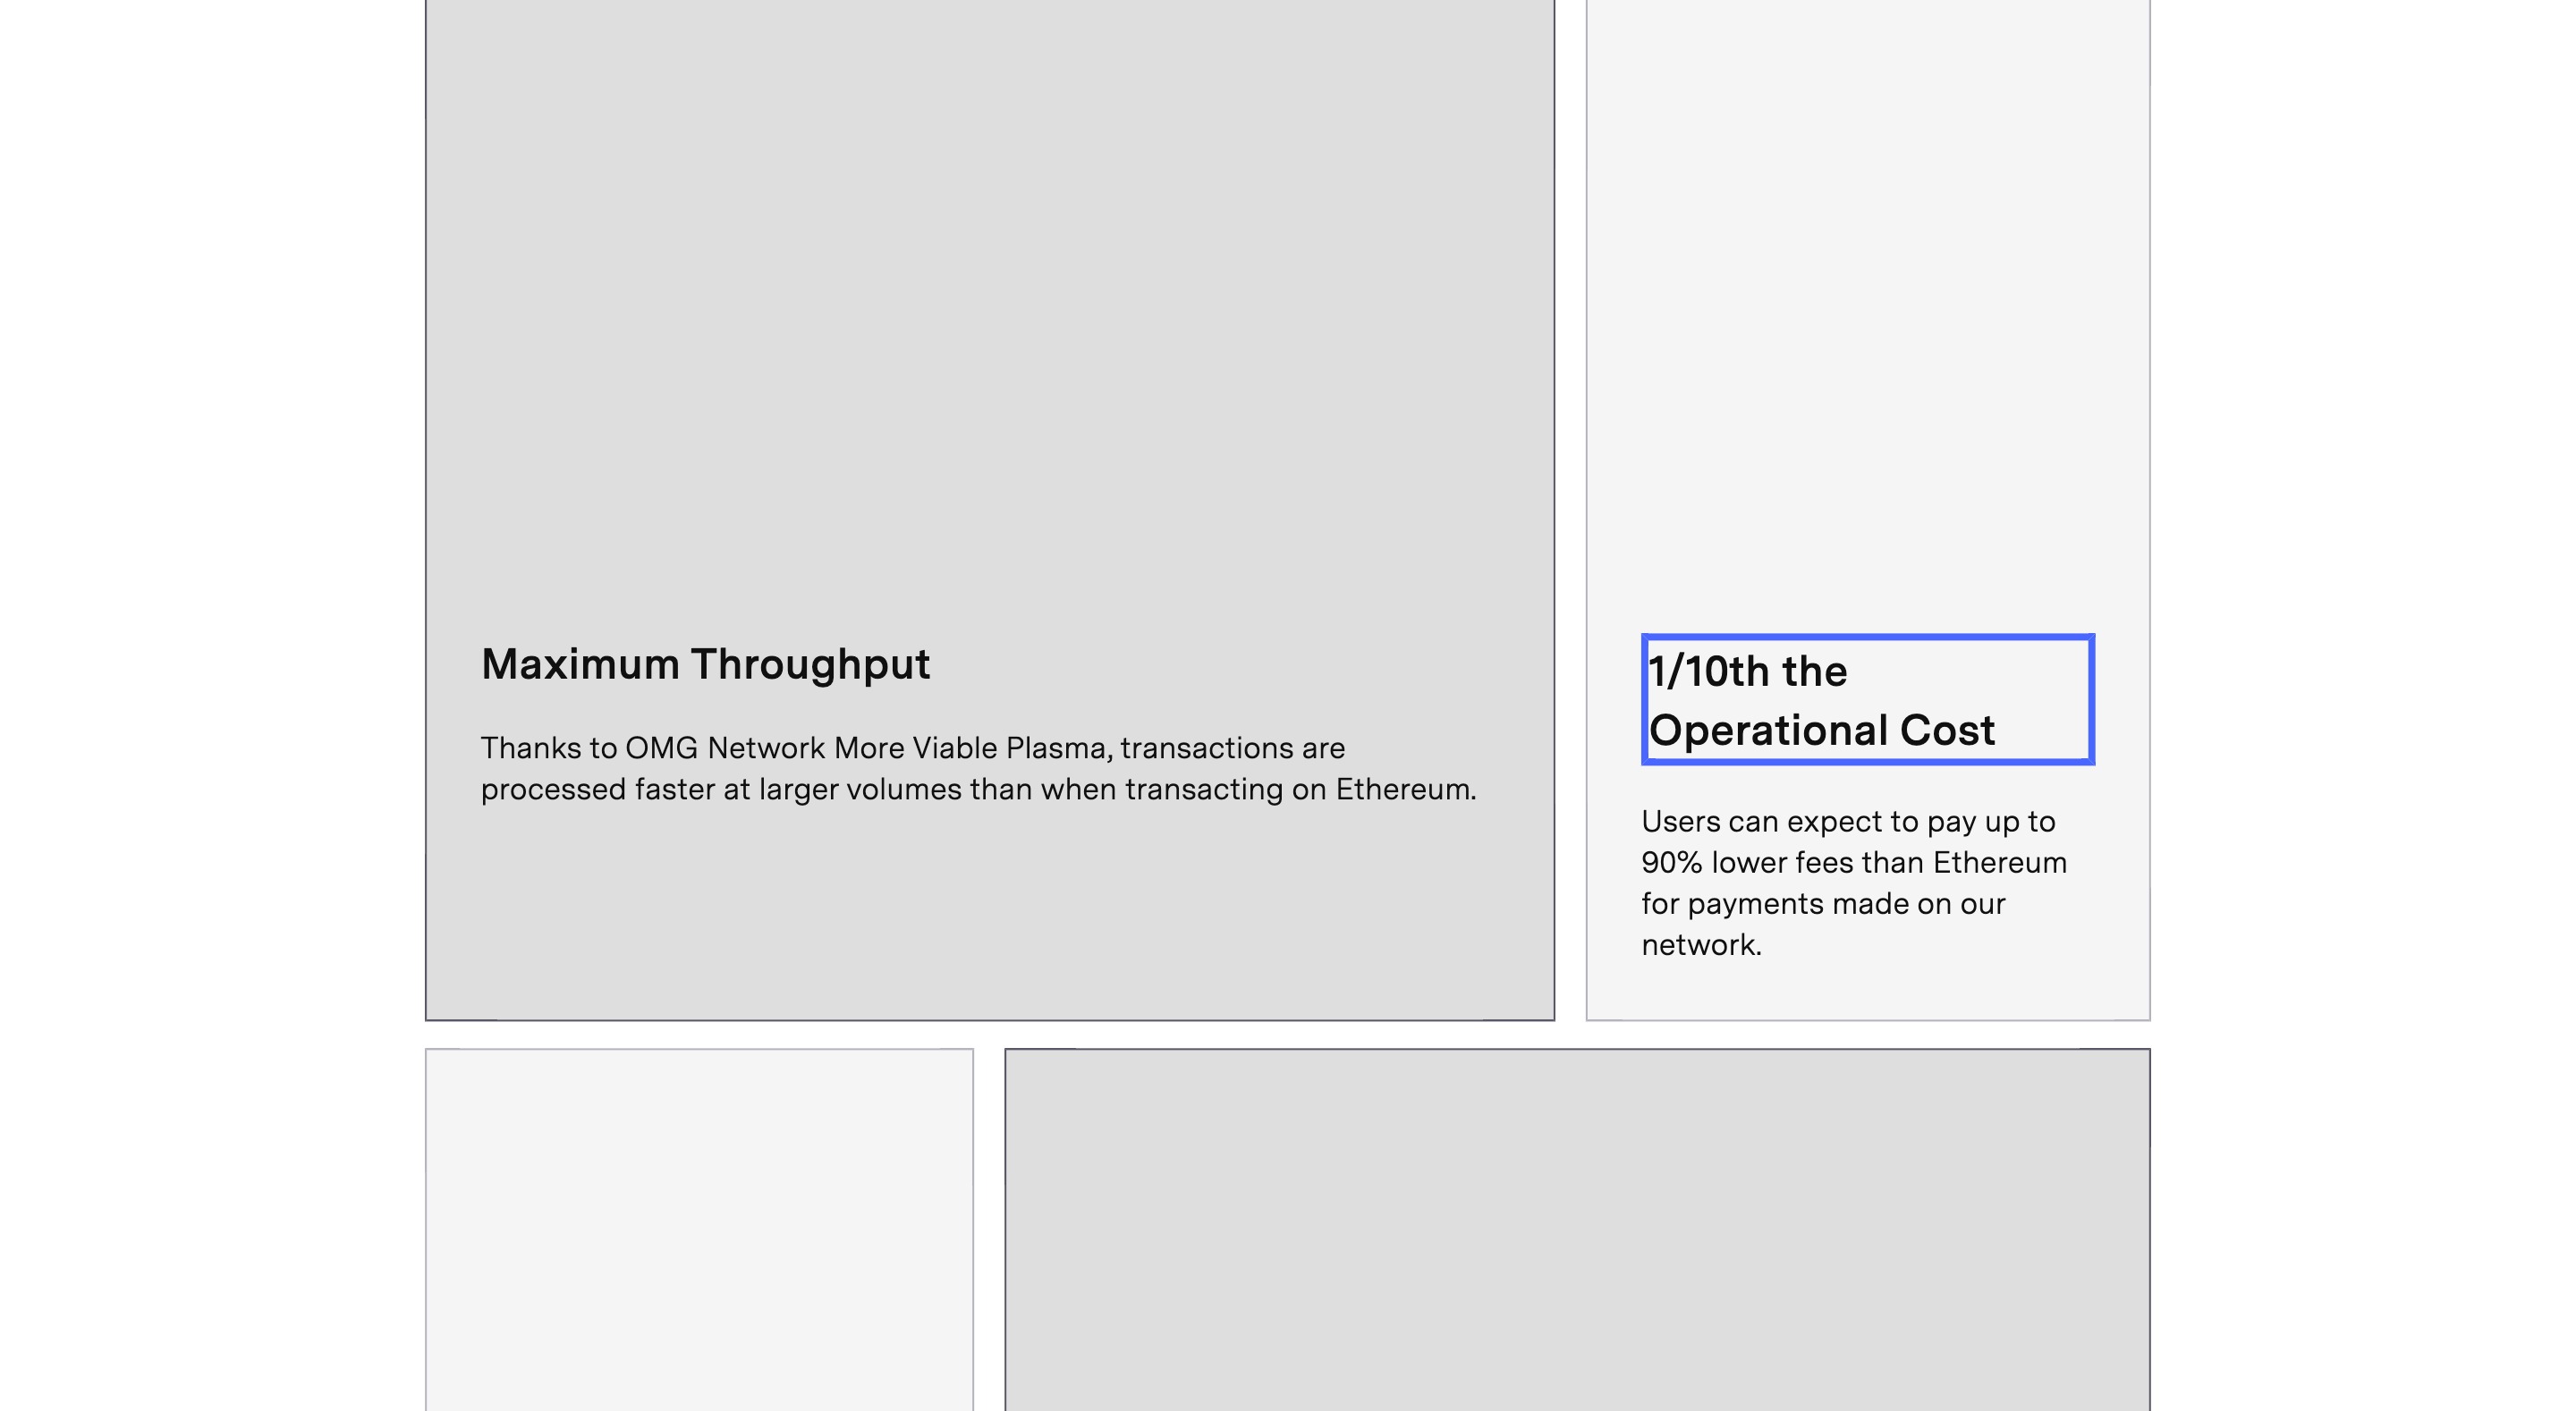 Maximum Throughput
Thanks to OMG Network More Viable Plasma, transactions are
processed faster at larger volumes than when transacting on Ethereum.
1/10th the
Operational Cost
Users can expect to pay up to
90% lower fees than Ethereum
for payments made on our
network.